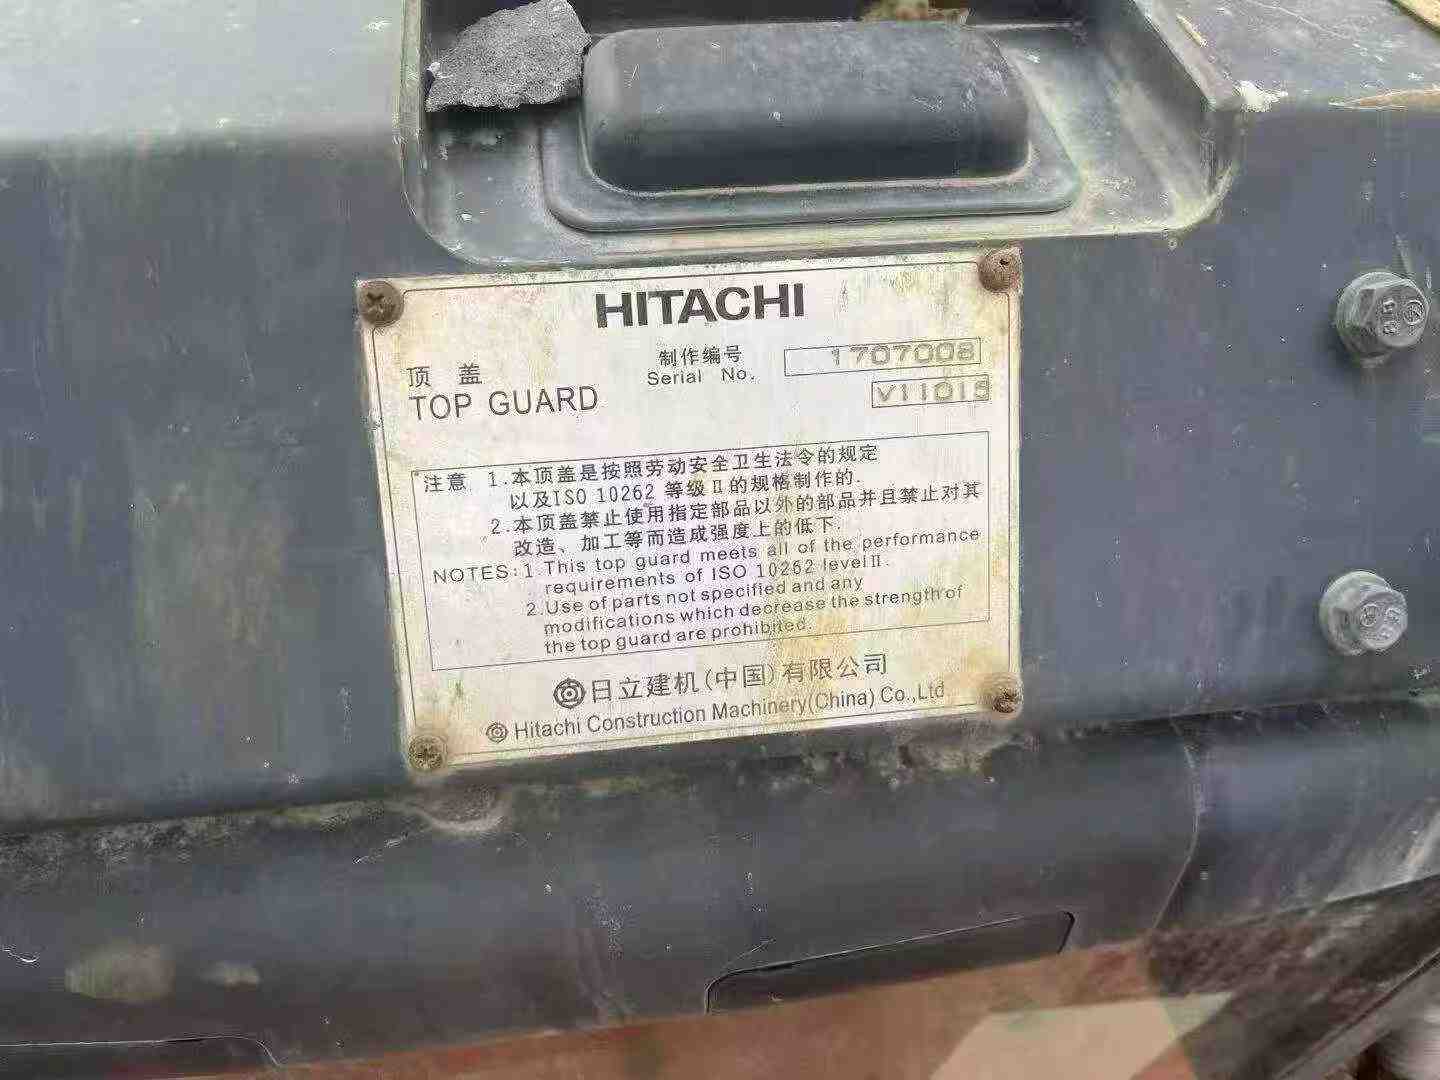 HITACHI
顶 盖
TOP GUARD
制作编号
Serial No.
1707008
V11015
注意 1.本顶盖是按照劳动安全卫生法令的规定
以及ISO 10262 等级Ⅱ的规格制作的.
2.本顶盖禁止使用指定部品以外的部品并且禁止对其
改造、加工等而造成强度上的低下.
NOTES:1.This top guard meets all of the performance
requirements of ISO 10262 levelⅡ.
2.Use of parts not specified and any
modifications which decrease the strength of
the top guard are prohibited.
日立建机(中国)有限公司
Hitachi Construction Machinery(China) Co.,Ltd